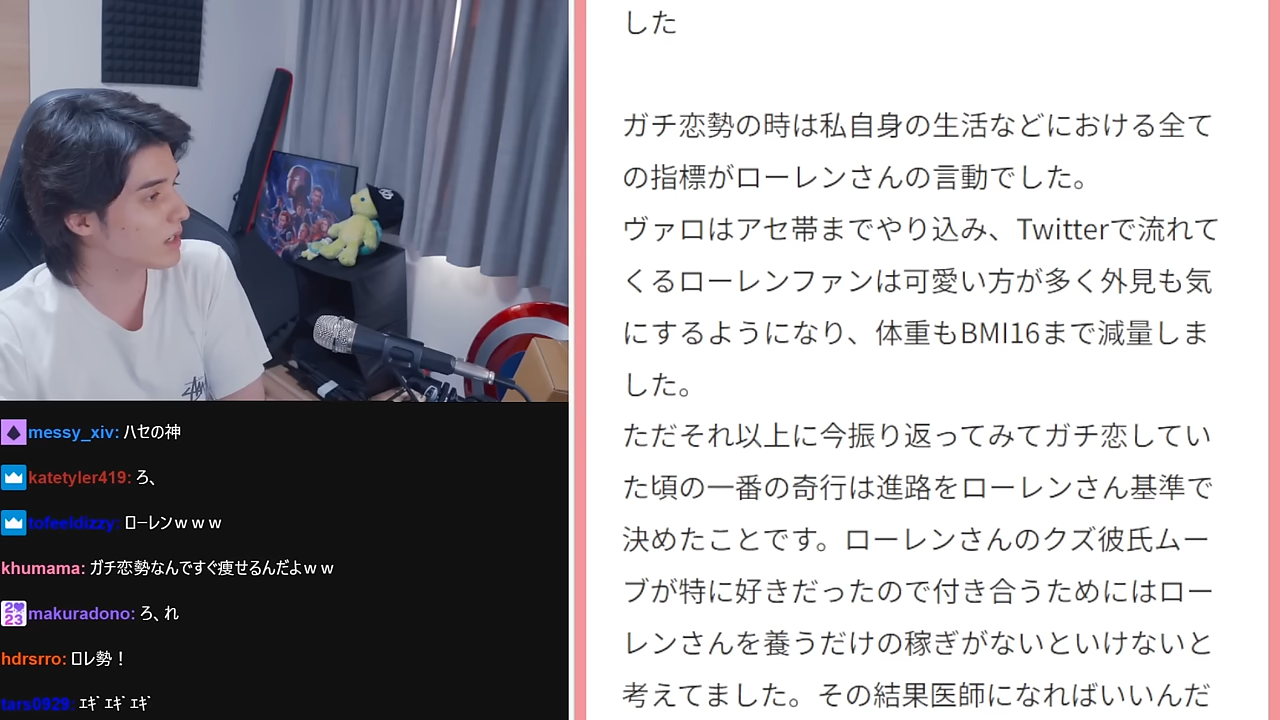 した
ガチ恋勢の時は私自身の生活などにおける全て
の指標がローレンさんの言動でした。
ヴァロはアセ帯までやり込み、Twitterで流れて
くるローレンファンは可愛い方が多く外見も気
にするようになり、体重もBMI16まで減量しま
した。
ただそれ以上に今振り返ってみてガチ恋してい
た頃の一番の奇行は進路をローレンさん基準で
決めたことです。ローレンさんのクズ彼氏ムー
ブが特に好きだったので付き合うためにはロー
レンさんを養うだけの稼ぎがないといけないと
考えてました。その結果医師になればいいんだ
messy_xiv: ハセの神
katetyler419: ろ、
tofeeldizzy: ローレンｗｗｗ
khumama: ガチ恋勢なんですぐ痩せるんだよｗｗ
2♥23 makuradono: ろ、れ
hdrsrro: ロレ勢！
tars0929: ｴｷﾞｴｷﾞｴｷﾞ